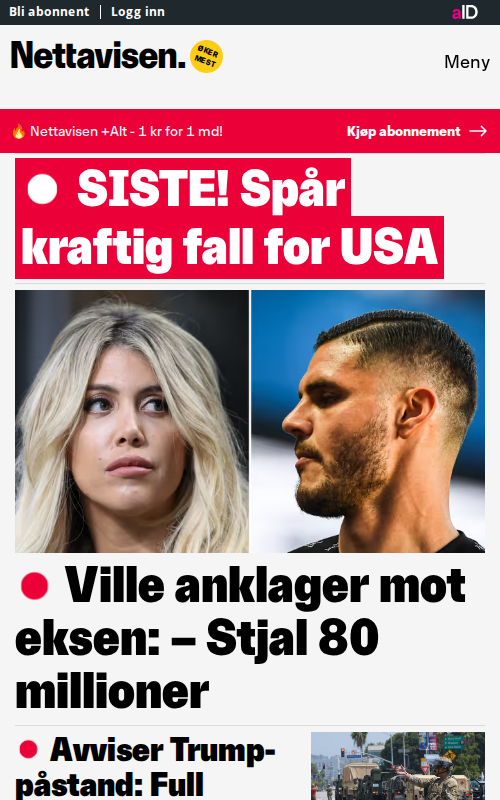 Bli abonnent
Logg inn
aID
Nettavisen.
ØKER
MEST
Meny
🔥 Nettavisen +Alt - 1 kr for 1 md!
Kjøp abonnement →
SISTE! Spår
kraftig fall for USA
Ville anklager mot
eksen: – Stjal 80
millioner
Avviser Trump-
påstand: Full